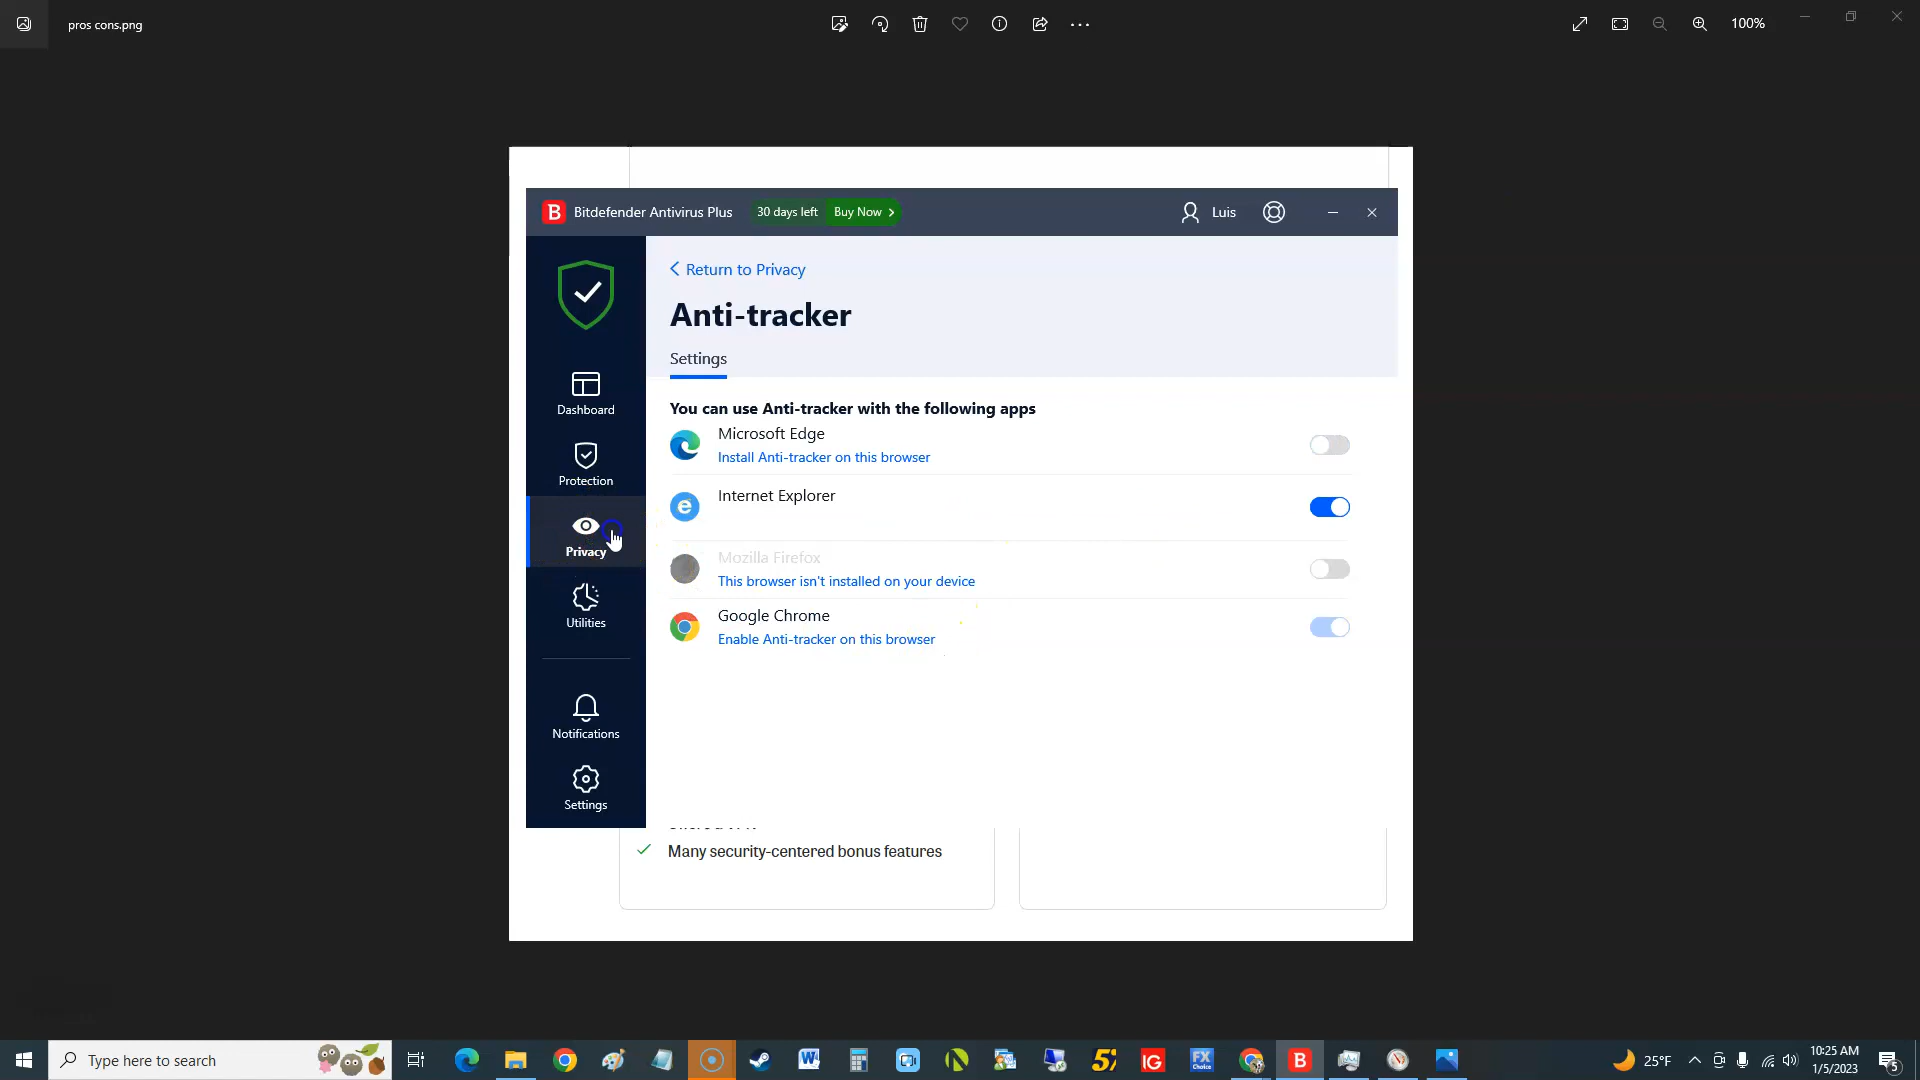 pros cons.png
100%
Bitdefender Antivirus Plus
30 days left
Buy Now
Luis
Return to Privacy
Anti-tracker
Settings
You can use Anti-tracker with the following apps
Microsoft Edge
Install Anti-tracker on this browser
Internet Explorer
Mozilla Firefox
This browser isn't installed on your device
Google Chrome
Enable Anti-tracker on this browser
Dashboard
Protection
Privacy
Utilities
Notifications
Settings
Many security-centered bonus features
Type here to search
IG
FX
Choice
25°F
10:25 AM
1/5/2023
5